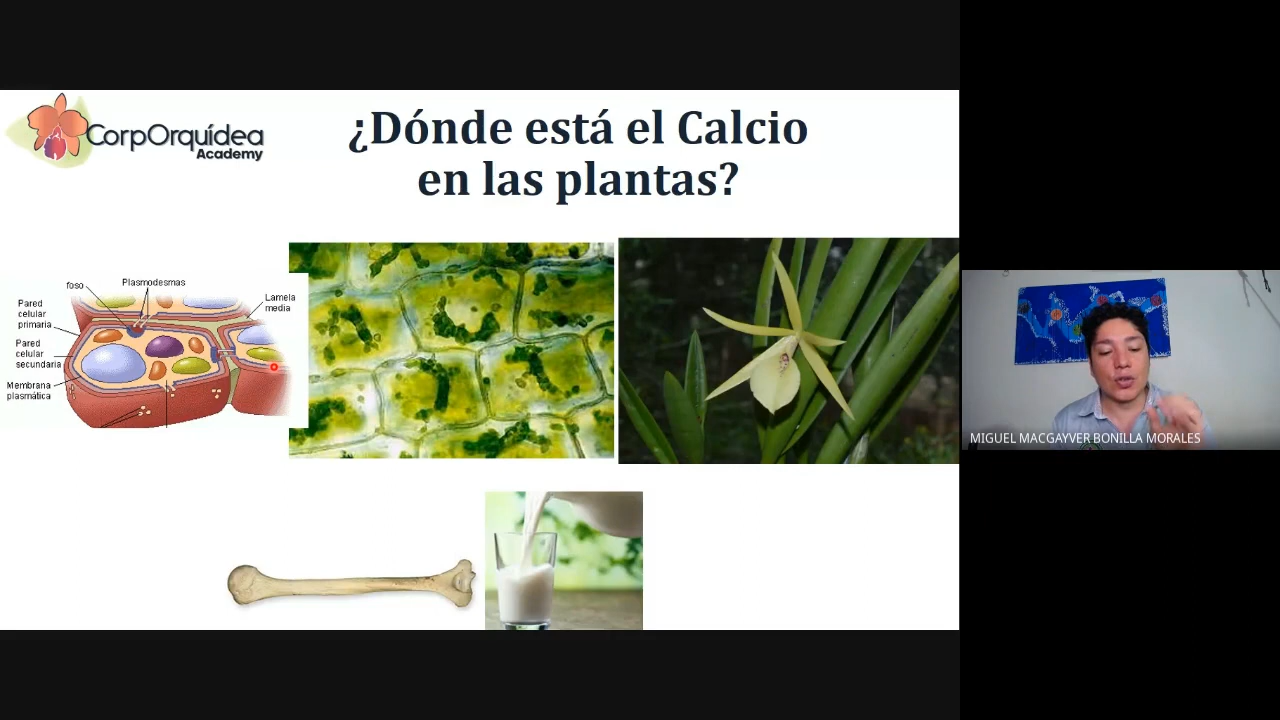 CorpOrquídea
Academy
¿Dónde está el Calcio
en las plantas?
foso
Plasmodesmas
Lamela
media
Pared
celular
primaria
Pared
celular
secundaria
Membrana
plasmática
MIGUEL MACGAYVER BONILLA MORALES